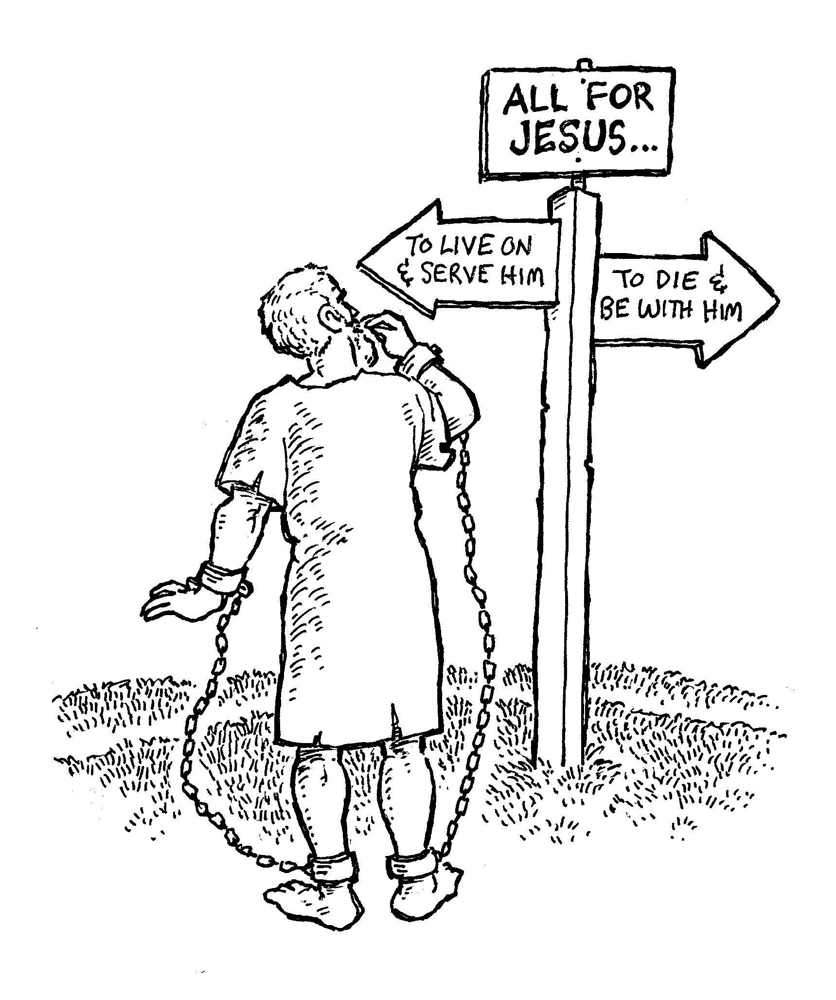 ALL FOR
JESUS...
TO LIVE ON
& SERVE HIM
TO DIE &
BE WITH HIM